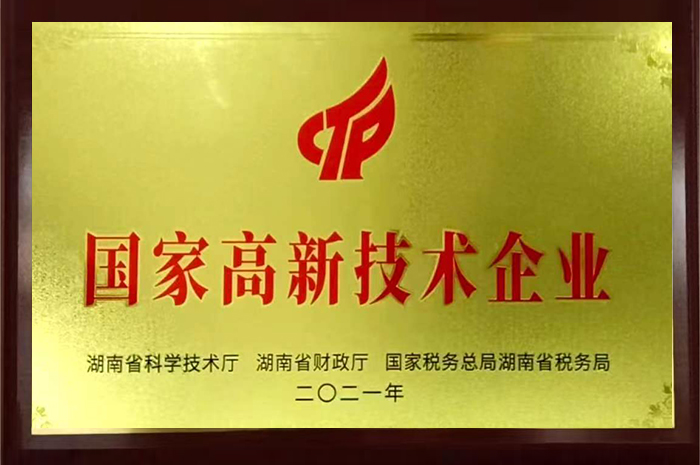 CTP
国家高新技术企业
湖南省科学技术厅 湖南省财政厅 国家税务总局湖南省税务局
二〇二一年